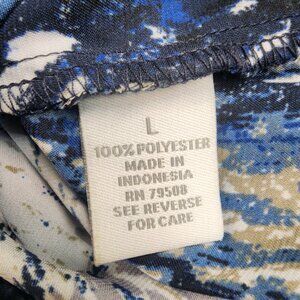 L
100% POLYESTER
MADE IN
INDONESIA
RN 79508
SEE REVERSE
FOR CARE